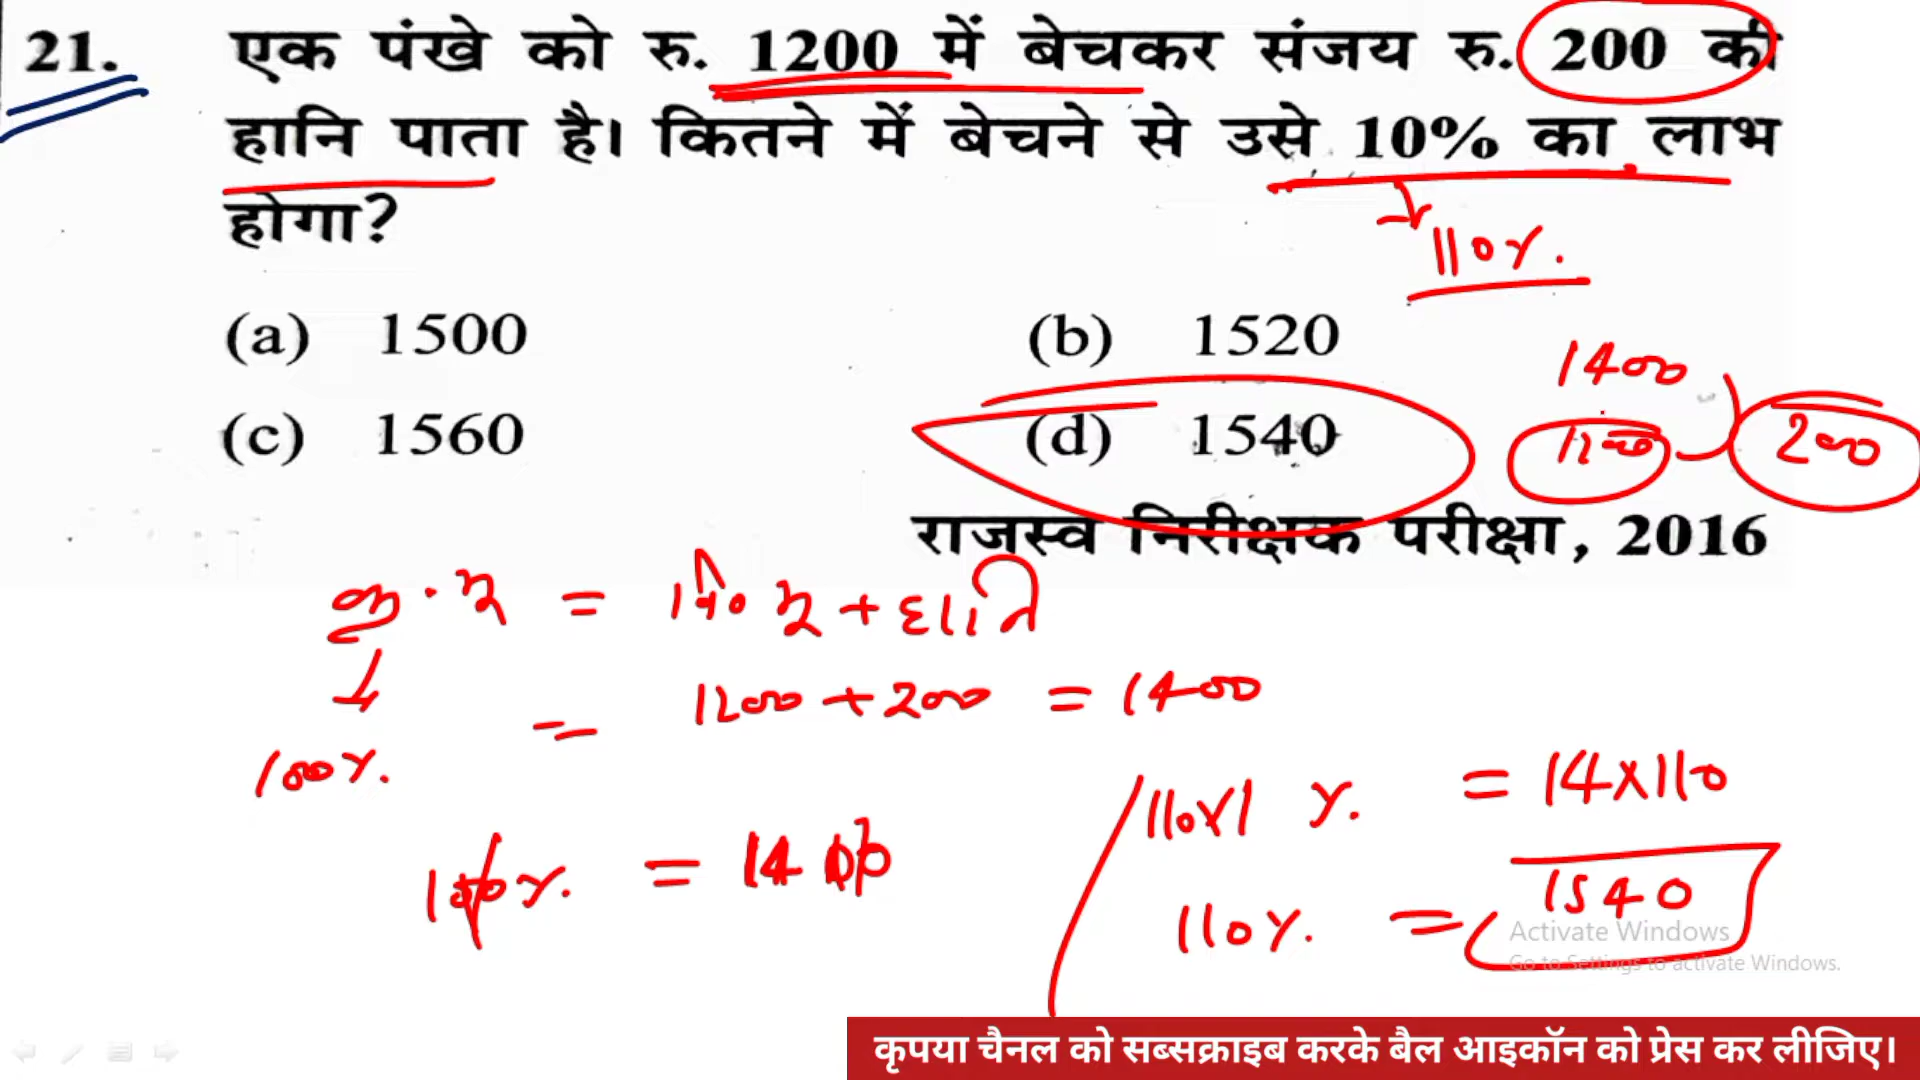 21. एक पंखे को रु. 1200 में बेचकर संजय रु. 200 की
हानि पाता है। कितने में बेचने से उसे 10% का लाभ
होगा?
110%.
(a) 1500 (b) 1520
1400
(c) 1560 (d) 1540
1200 200
राजस्व निरीक्षक परीक्षा, 2016
क्र. मू = वि0 मू + हानि
= 1200 + 200 = 1400
100%.
110×1 %. = 14×110
100%. = 1400
110%. = 1540
Activate Windows
Go to Settings to activate Windows.
कृपया चैनल को सब्सक्राइब करके बैल आइकॉन को प्रेस कर लीजिए।